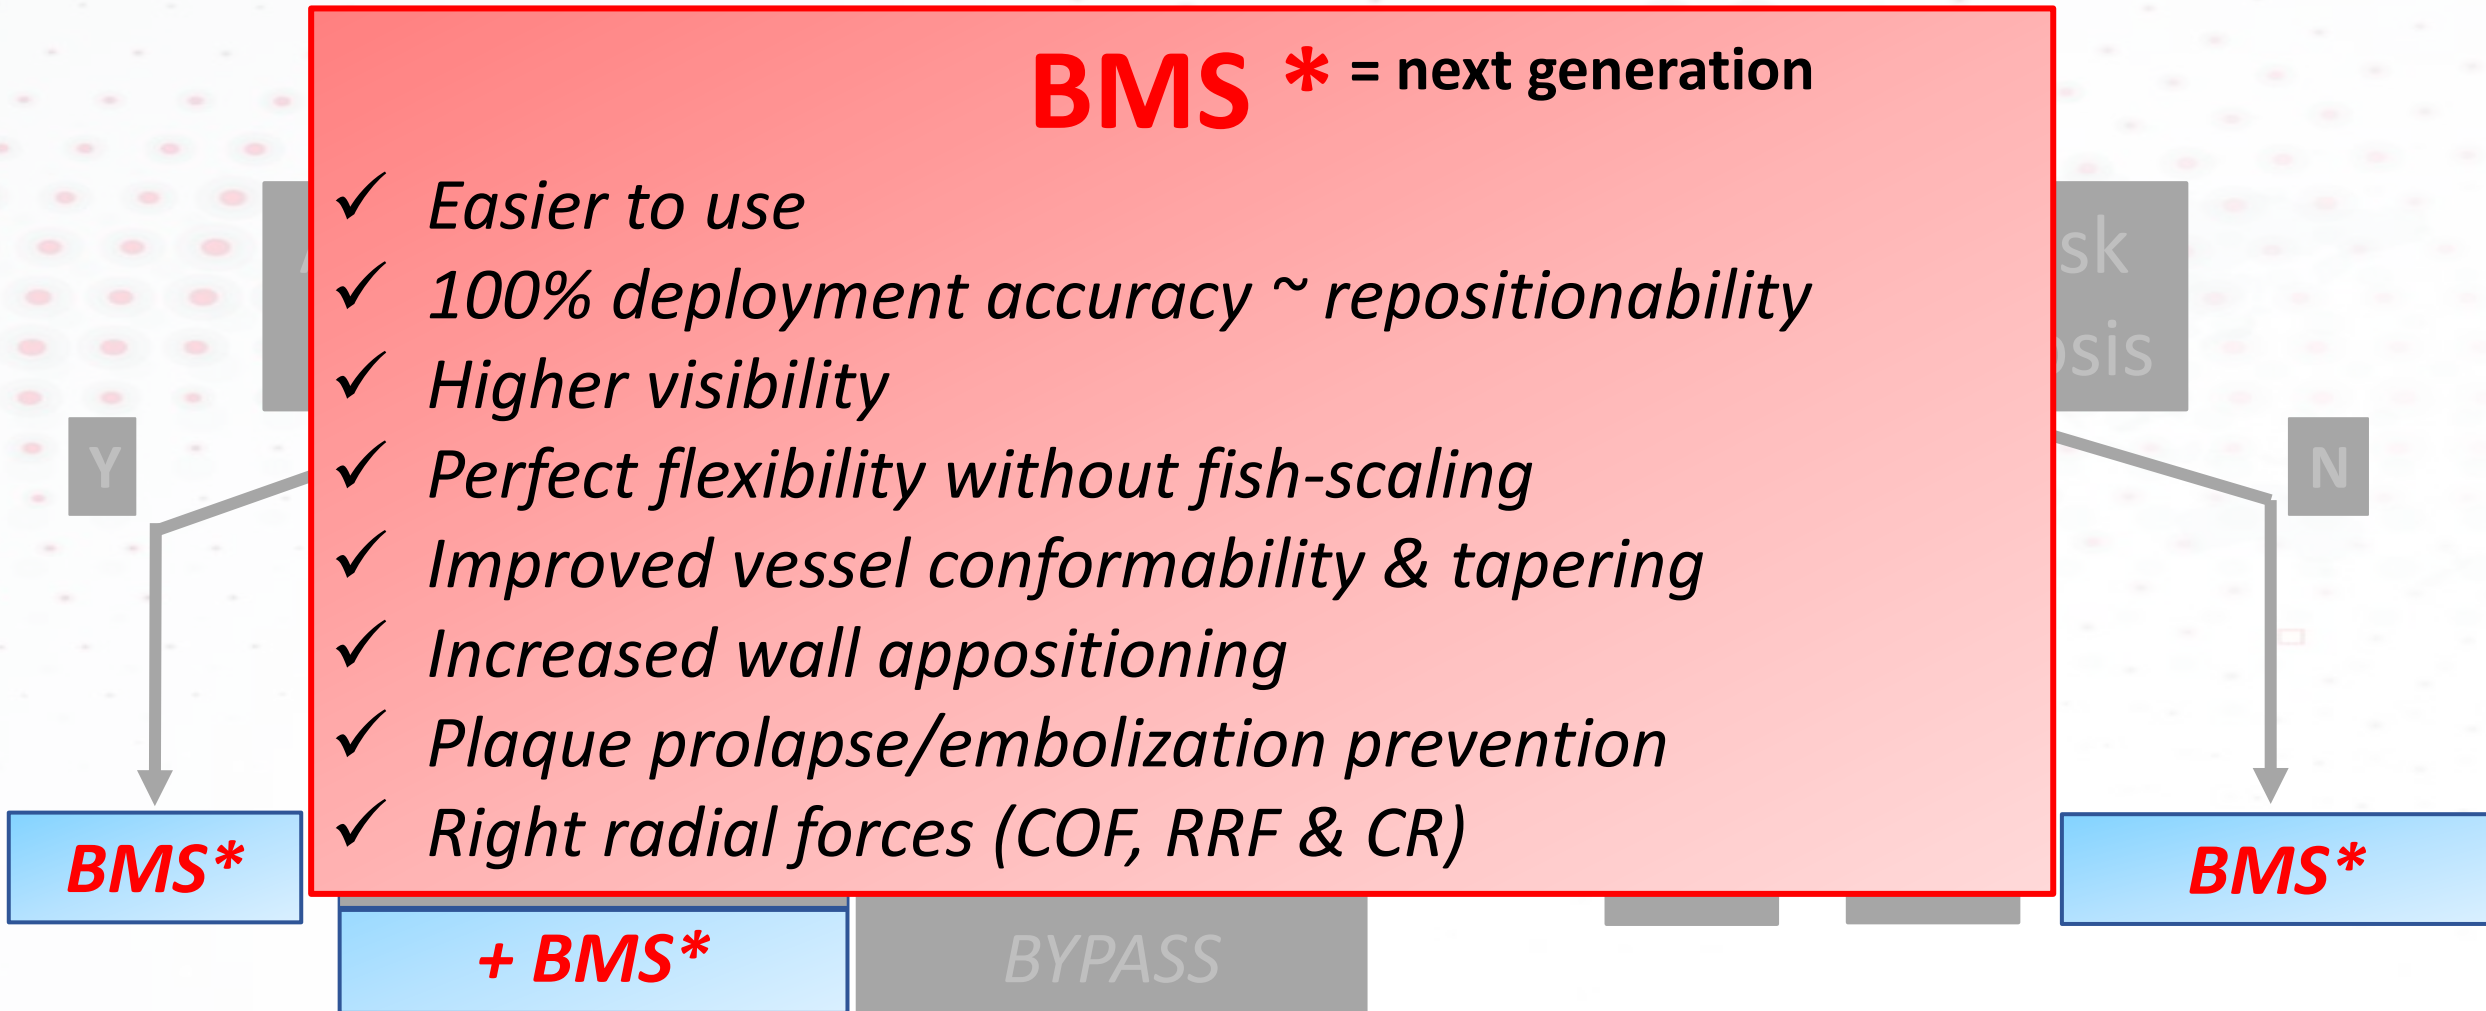 BMS * = next generation
✓ Easier to use
✓ 100% deployment accuracy ~ repositionability
✓ Higher visibility
✓ Perfect flexibility without fish-scaling
✓ Improved vessel conformability & tapering
✓ Increased wall appositioning
✓ Plaque prolapse/embolization prevention
✓ Right radial forces (COF, RRF & CR)
Y
N
BMS*
BMS*
+ BMS*
BYPASS